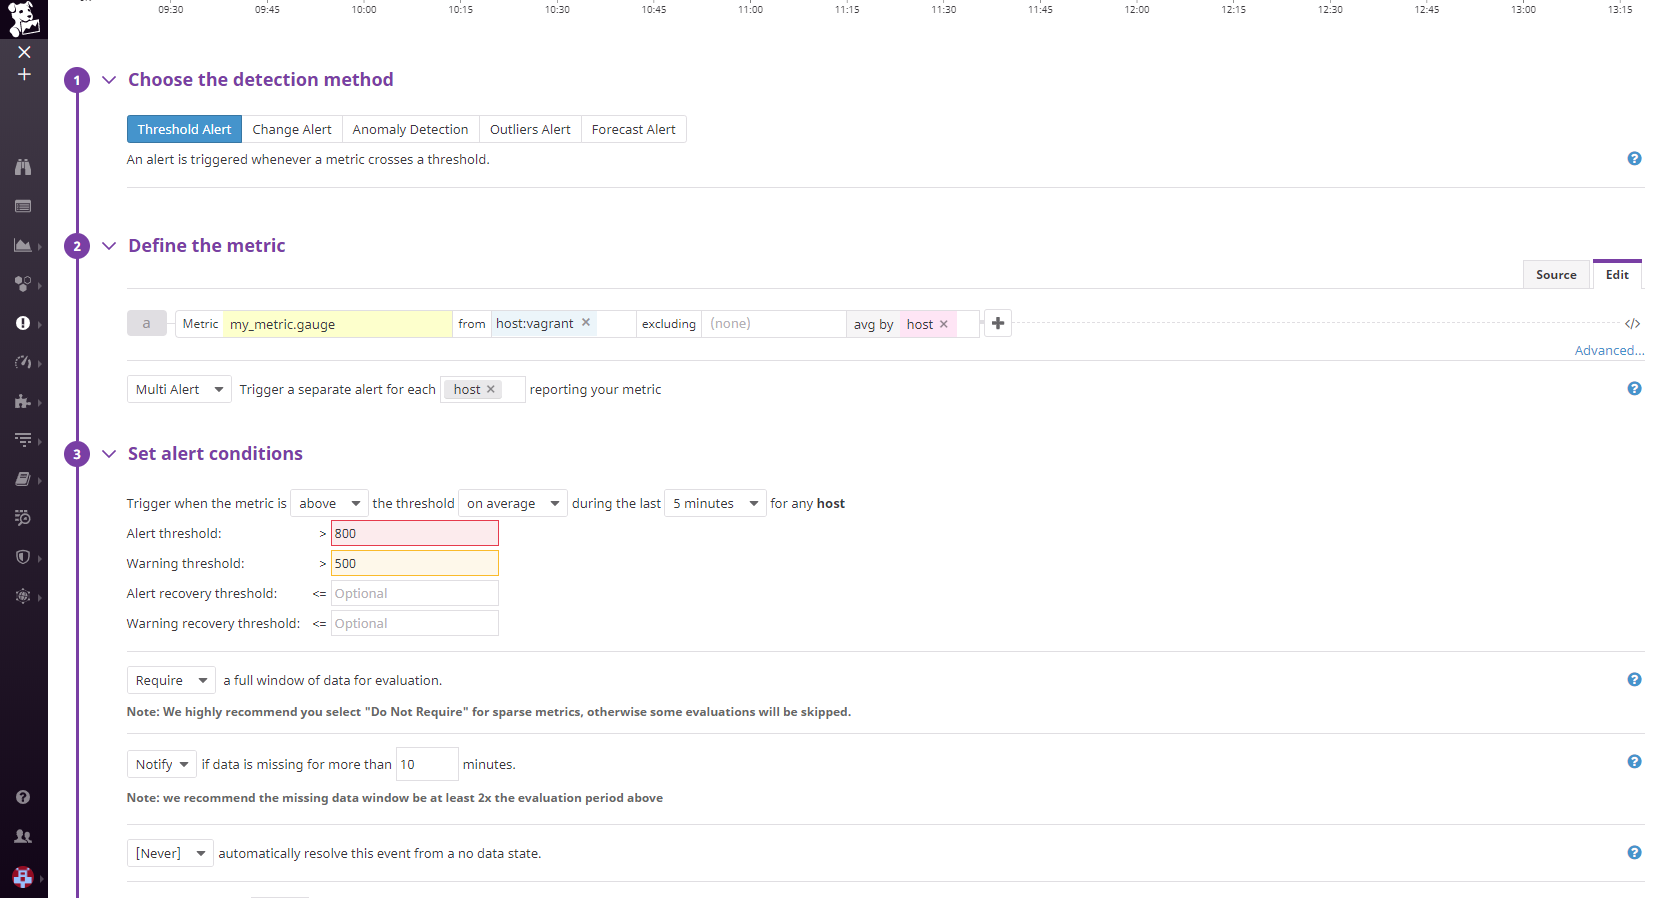 09:30 09:45 10:00 10:15 10:30 10:45 11:00 11:15 11:30 11:45 12:00 12:15 12:30 12:45 13:00 13:15
1 Choose the detection method
Threshold Alert Change Alert Anomaly Detection Outliers Alert Forecast Alert
An alert is triggered whenever a metric crosses a threshold.
2 Define the metric
Source Edit
a Metric my_metric.gauge from host:vagrant × excluding (none) avg by host × + </>
Advanced...
Multi Alert Trigger a separate alert for each host × reporting your metric
3 Set alert conditions
Trigger when the metric is above the threshold on average during the last 5 minutes for any host
Alert threshold: > 800
Warning threshold: > 500
Alert recovery threshold: <= Optional
Warning recovery threshold: <= Optional
Require a full window of data for evaluation.
Note: We highly recommend you select "Do Not Require" for sparse metrics, otherwise some evaluations will be skipped.
Notify if data is missing for more than 10 minutes.
Note: we recommend the missing data window be at least 2x the evaluation period above
[Never] automatically resolve this event from a no data state.